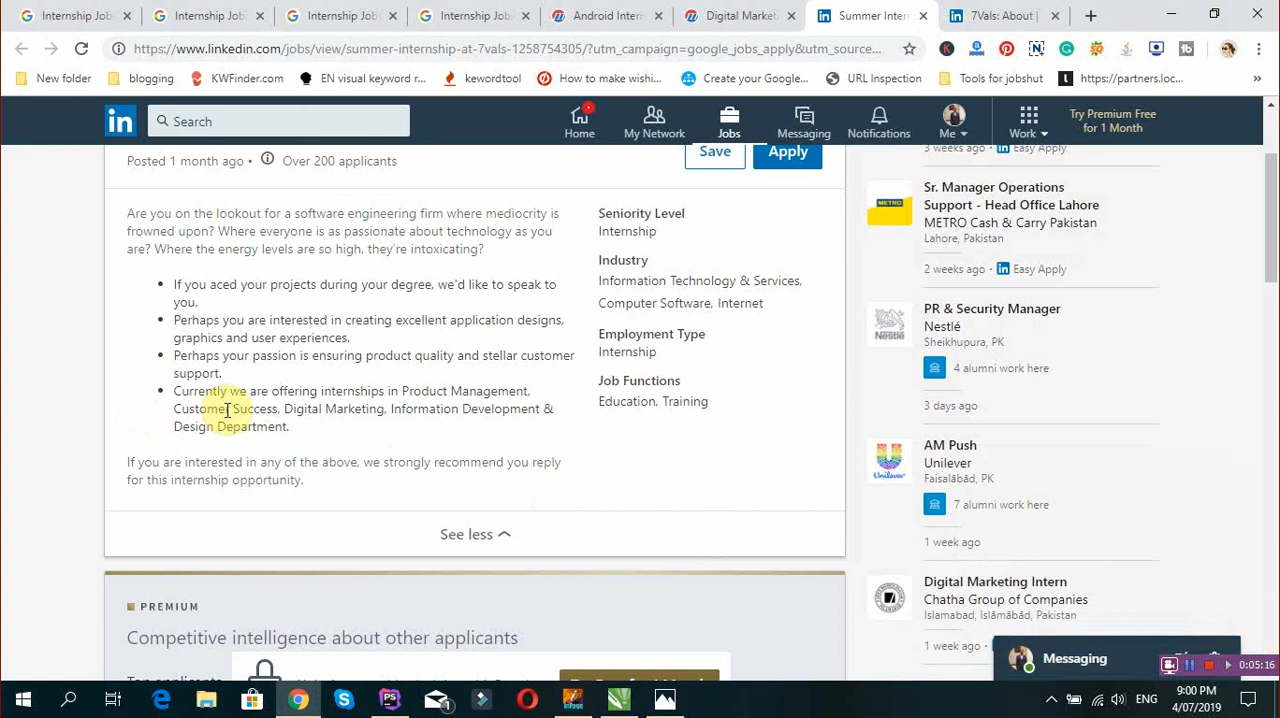 Internship Job:
Internship Job:
Internship Job:
Internship Job:
Android Intern
Digital Market
Summer Intern
7Vals: About |
https://www.linkedin.com/jobs/view/summer-internship-at-7vals-1258754305/?utm_campaign=google_jobs_apply&utm_source...
New folder
blogging
KWFinder.com
EN visual keyword r...
kewordtool
How to make wishi...
Create your Google...
URL Inspection
Tools for jobshut
https://partners.loc...
»
in
Search
Home
My Network
Jobs
Messaging
Notifications
Me
Work
Try Premium Free
for 1 Month
Posted 1 month ago • Over 200 applicants
Save
Apply
Are you on the lookout for a software engineering firm where mediocrity is
frowned upon? Where everyone is as passionate about technology as you
are? Where the energy levels are so high, they're intoxicating?
• If you aced your projects during your degree, we'd like to speak to
you.
• Perhaps you are interested in creating excellent application designs,
graphics and user experiences.
• Perhaps your passion is ensuring product quality and stellar customer
support.
• Currently we are offering internships in Product Management,
Customer Success, Digital Marketing, Information Development &
Design Department.
If you are interested in any of the above, we strongly recommend you reply
for this internship opportunity.
See less
Seniority Level
Internship
Industry
Information Technology & Services,
Computer Software, Internet
Employment Type
Internship
Job Functions
Education, Training
PREMIUM
Competitive intelligence about other applicants
3 weeks ago • in Easy Apply
METRO
Sr. Manager Operations
Support - Head Office Lahore
METRO Cash & Carry Pakistan
Lahore, Pakistan
2 weeks ago • in Easy Apply
PR & Security Manager
Nestlé
Sheikhupura, PK
4 alumni work here
3 days ago
Unilever
AM Push
Unilever
Faisalābād, PK
7 alumni work here
1 week ago
Digital Marketing Intern
Chatha Group of Companies
Islamabad, Islāmābād, Pakistan
1 week ago
Messaging
0:05:16
ENG
9:00 PM
4/07/2019